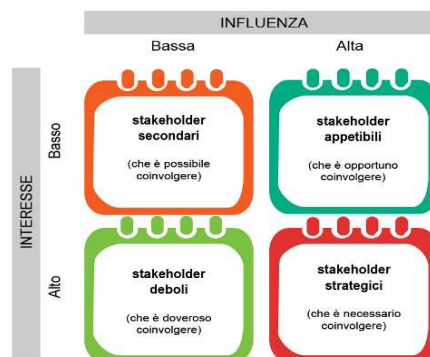 INFLUENZA
Bassa
Alta
INTERESSE
Basso
stakeholder
secondari
(che è possibile
coinvolgere)
stakeholder
appetibili
(che è opportuno
coinvolgere)
Alto
stakeholder
deboli
(che è doveroso
coinvolgere)
stakeholder
strategici
(che è necessario
coinvolgere)